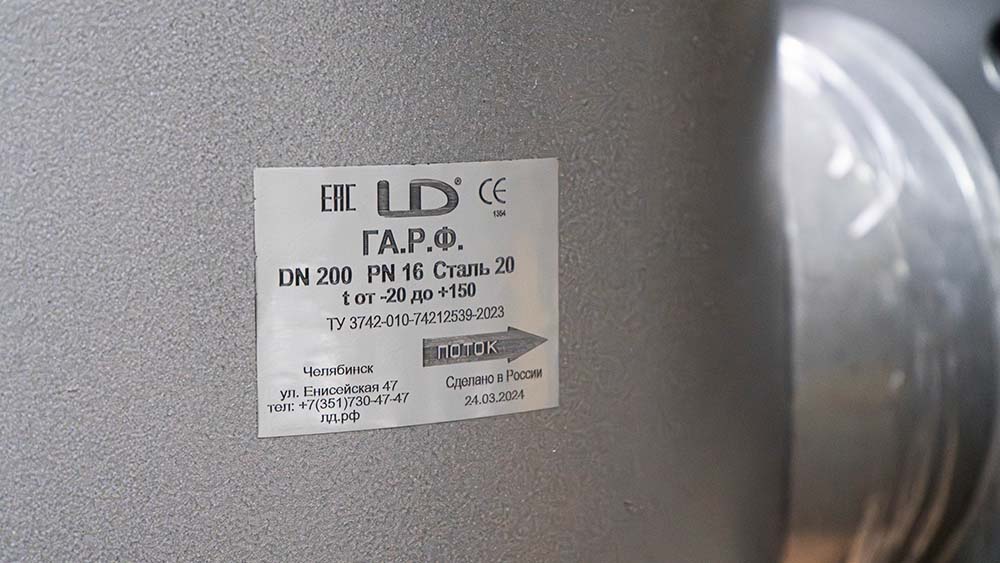 ЕАС LD® CE
1354
ГА.Р.Ф.
DN 200 PN 16 Сталь 20
t от -20 до +150
ТУ 3742-010-74212539-2023
ПОТОК
Челябинск
ул. Енисейская 47
тел: +7(351)730-47-47
лд.рф
Сделано в России
24.03.2024